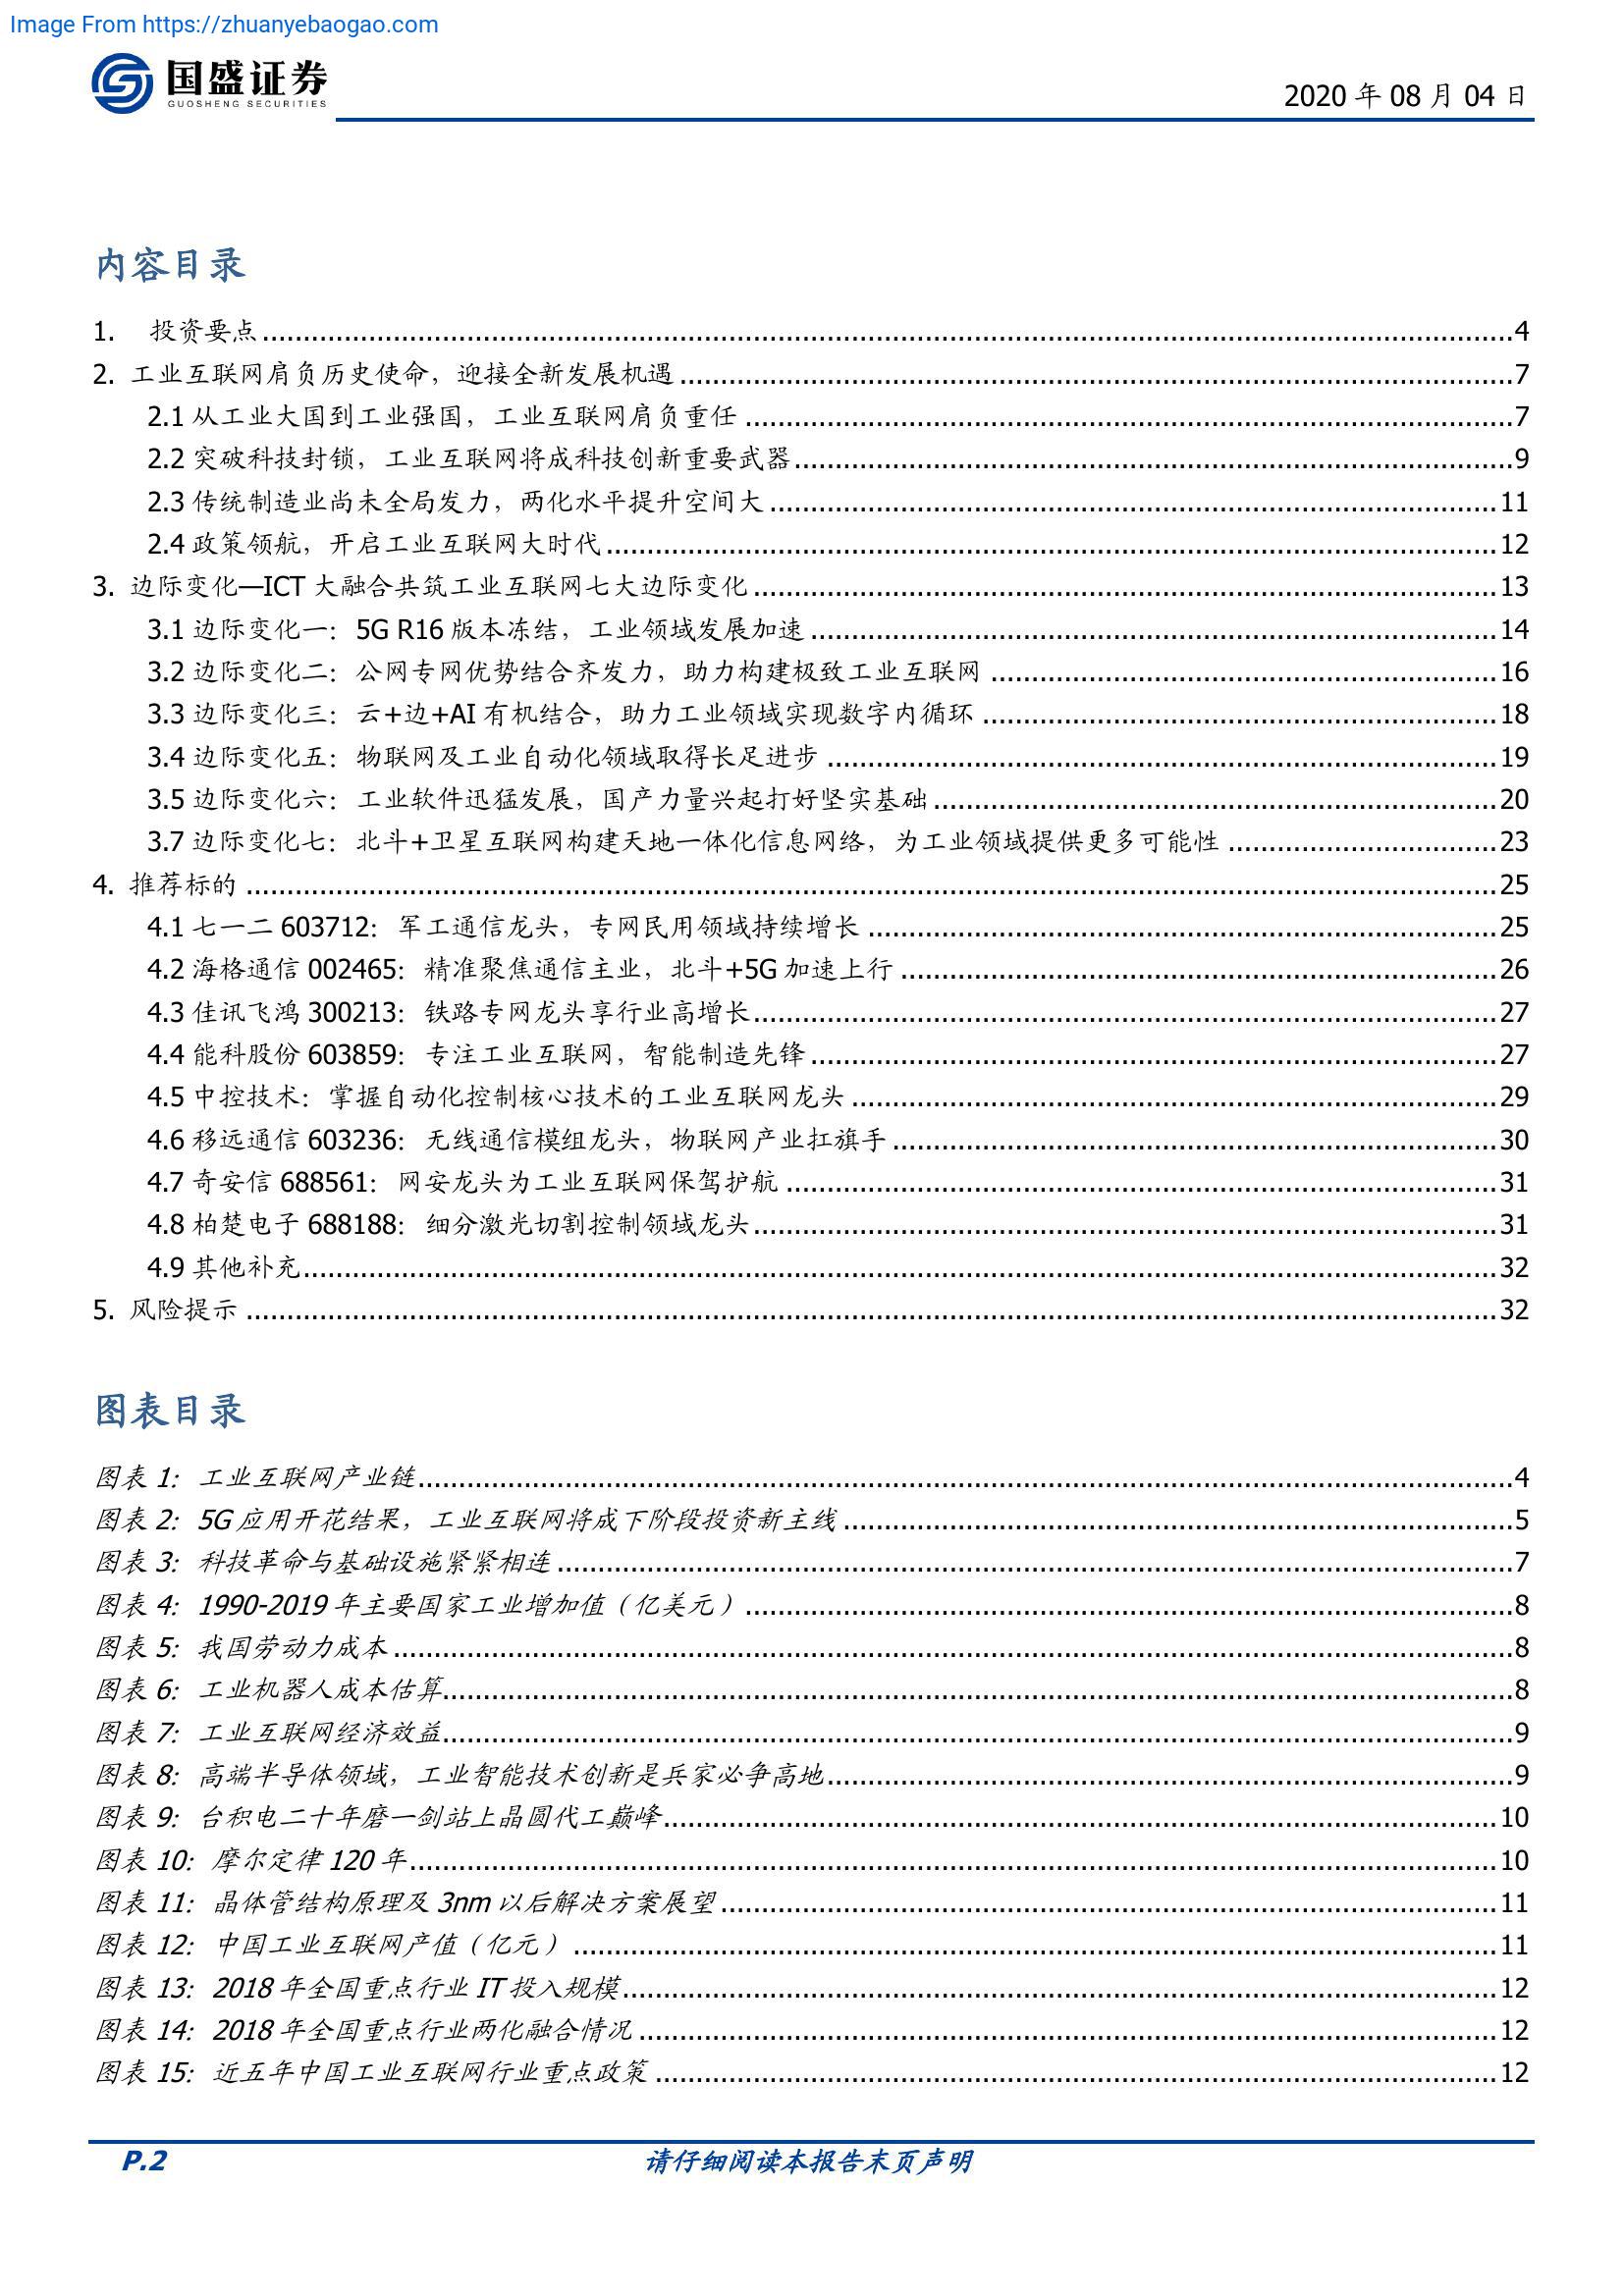 Image From https://zhuanyebaogao.com
国盛证券
GUOSHENG SECURITIES
2020 年 08 月 04 日
内容目录
1. 投资要点 4
2. 工业互联网肩负历史使命，迎接全新发展机遇 7
2.1 从工业大国到工业强国，工业互联网肩负重任 7
2.2 突破科技封锁，工业互联网将成科技创新重要武器 9
2.3 传统制造业尚未全局发力，两化水平提升空间大 11
2.4 政策领航，开启工业互联网大时代 12
3. 边际变化—ICT 大融合共筑工业互联网七大边际变化 13
3.1 边际变化一：5G R16 版本冻结，工业领域发展加速 14
3.2 边际变化二：公网专网优势结合齐发力，助力构建极致工业互联网 16
3.3 边际变化三：云+边+AI 有机结合，助力工业领域实现数字内循环 18
3.4 边际变化五：物联网及工业自动化领域取得长足进步 19
3.5 边际变化六：工业软件迅猛发展，国产力量兴起打好坚实基础 20
3.7 边际变化七：北斗+卫星互联网构建天地一体化信息网络，为工业领域提供更多可能性 23
4. 推荐标的 25
4.1 七一二 603712：军工通信龙头，专网民用领域持续增长 25
4.2 海格通信 002465：精准聚焦通信主业，北斗+5G 加速上行 26
4.3 佳讯飞鸿 300213：铁路专网龙头享行业高增长 27
4.4 能科股份 603859：专注工业互联网，智能制造先锋 27
4.5 中控技术：掌握自动化控制核心技术的工业互联网龙头 29
4.6 移远通信 603236：无线通信模组龙头，物联网产业扛旗手 30
4.7 奇安信 688561：网安龙头为工业互联网保驾护航 31
4.8 柏楚电子 688188：细分激光切割控制领域龙头 31
4.9 其他补充 32
5. 风险提示 32
图表目录
图表 1：工业互联网产业链 4
图表 2：5G 应用开花结果，工业互联网将成下阶段投资新主线 5
图表 3：科技革命与基础设施紧紧相连 7
图表 4：1990-2019 年主要国家工业增加值（亿美元） 8
图表 5：我国劳动力成本 8
图表 6：工业机器人成本估算 8
图表 7：工业互联网经济效益 9
图表 8：高端半导体领域，工业智能技术创新是兵家必争高地 9
图表 9：台积电二十年磨一剑站上晶圆代工巅峰 10
图表 10：摩尔定律 120 年 10
图表 11：晶体管结构原理及 3nm 以后解决方案展望 11
图表 12：中国工业互联网产值（亿元） 11
图表 13：2018 年全国重点行业 IT 投入规模 12
图表 14：2018 年全国重点行业两化融合情况 12
图表 15：近五年中国工业互联网行业重点政策 12
P.2 请仔细阅读本报告末页声明